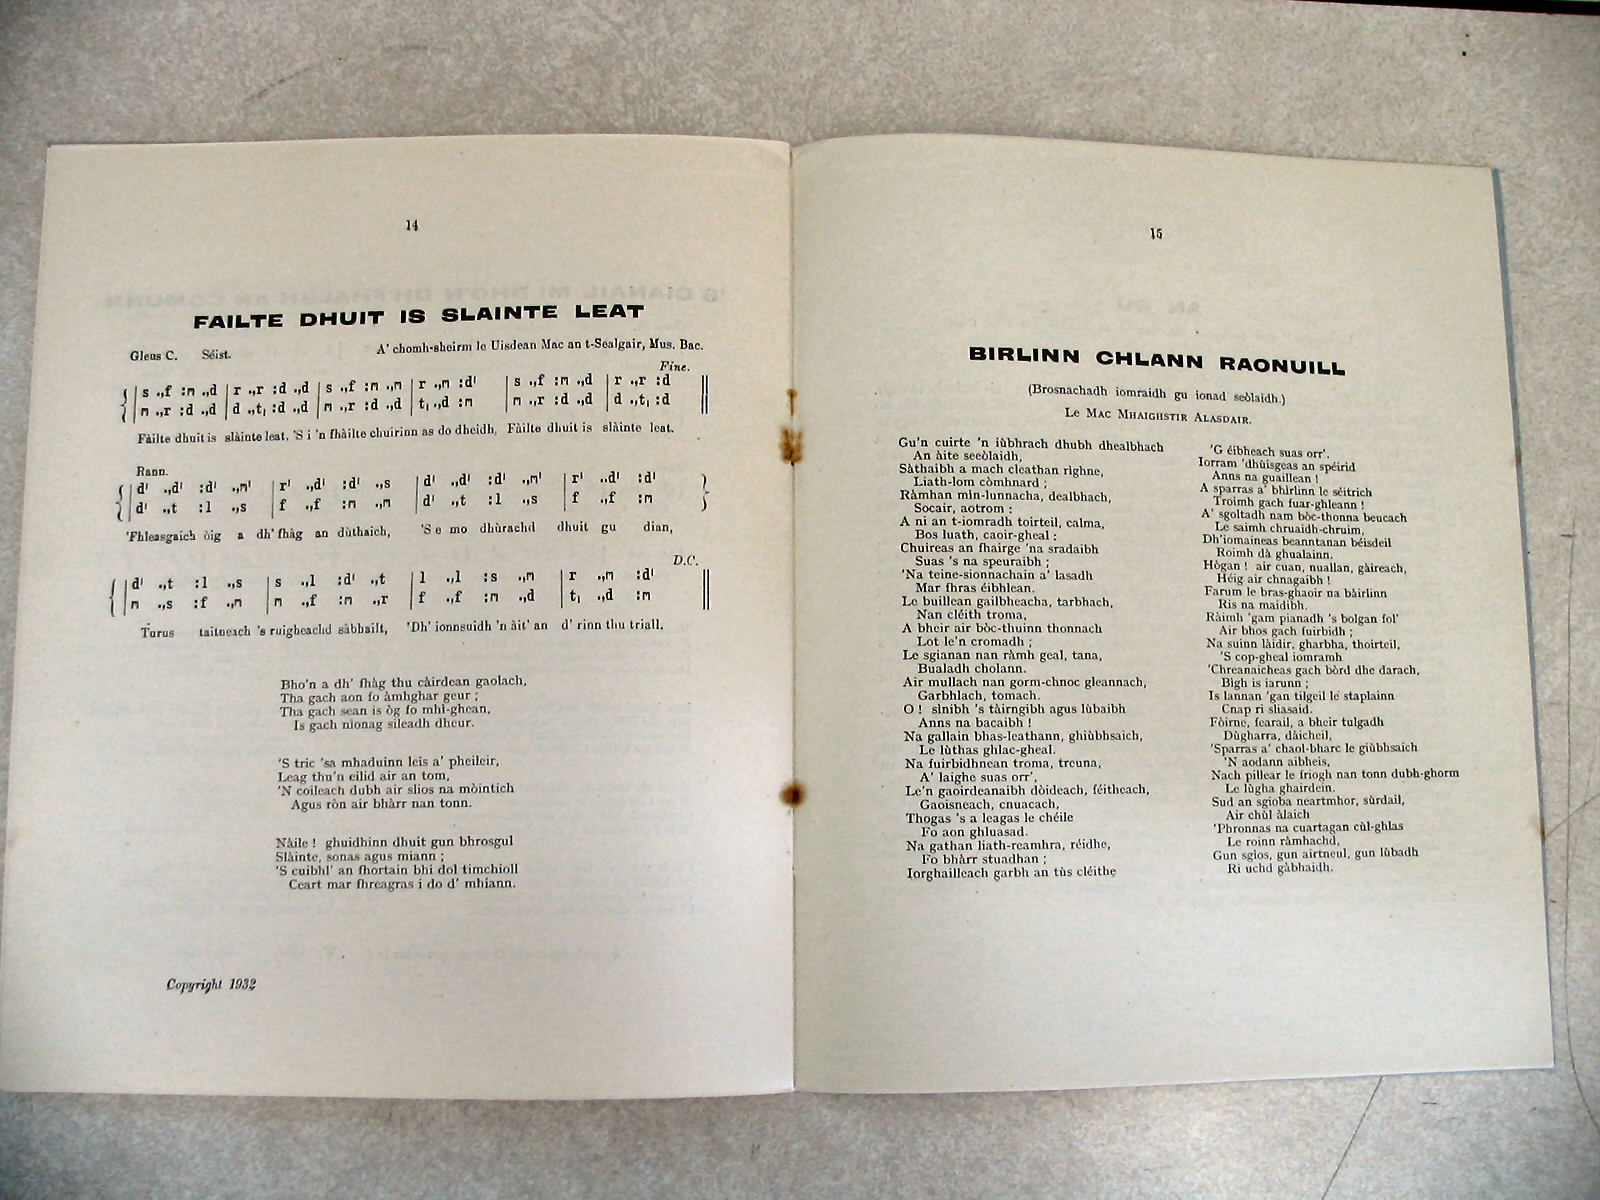 14
FAILTE DHUIT IS SLAINTE LEAT
Gleus C. Séist. A' chomh-sheirm le Uisdean Mac an t-Sealgair, Mus. Bac.
Fine.
s .,f :m .,d | r .,r :d .,d | s .,f :m .,m | r .,m :d' | s .,f :m .,d | r .,r :d
m .,r :d .,d | d .,t₁ :d .,d | m .,r :d .,d | t₁ .,d :m | m .,r :d .,d | d .,t₁ :d
Fàilte dhuit is slàinte leat, 'S i 'n fhàilte chuirinn as do dheidh, Fàilte dhuit is slàinte leat.
Rann.
d' .,d' :d' .,m' | r' .,d' :d' .,s | d' .,d' :d' .,m' | r' .,d' :d'
d' .,t :l .,s | f .,f :m .,m | d' .,t :l .,s | f .,f :m
'Fhleasgaich òig a dh' fhàg an dùthaich, 'S e mo dhùrachd dhuit gu dian,
D.C.
d' .,t :l .,s | s .,l :d' .,t | l .,l :s .,m | r .,m :d'
m .,s :f .,m | m .,f :m .,r | f .,f :m .,d | t₁ .,d :m
Turus taitneach 's ruigheachd sàbhailt, 'Dh' ionnsuidh 'n àit' an d' rinn thu triall.
Bho'n a dh' fhàg thu càirdean gaolach,
Tha gach aon fo àmhghar geur ;
Tha gach sean is òg fo mhì-ghean,
Is gach nìonag sileadh dheur.
'S tric 'sa mhaduinn leis a' pheileir,
Leag thu'n eilid air an tom,
'N coileach dubh air slios na mòintich
Agus ròn air bhàrr nan tonn.
Nàile ! ghuidhinn dhuit gun bhrosgul
Slàinte, sonas agus miann ;
'S cuibhl' an fhortain bhi dol timchioll
Ceart mar fhreagras i do d' mhiann.
Copyright 1932
15
BIRLINN CHLANN RAONUILL
(Brosnachadh iomraidh gu ionad seòlaidh.)
Le Mac Mhaighstir Alasdair.
Gu'n cuirte 'n iùbhrach dhubh dhealbhach
An àite seeòlaidh,
Sàthaibh a mach cleathan rìghne,
Liath-lom còmhnard ;
Ràmhan mìn-lunnacha, dealbhach,
Socair, aotrom :
A ni an t-iomradh toirteil, calma,
Bos luath, caoir-gheal :
Chuireas an fhairge 'na sradaibh
Suas 's na speuraibh ;
'Na teine-sionnachain a' lasadh
Mar fhras éibhlean.
Le buillean gailbheacha, tarbhach,
Nan cléith troma,
A bheir air bòc-thuinn thonnach
Lot le'n cromadh ;
Le sgianan nan ràmh geal, tana,
Bualadh cholann.
Air mullach nan gorm-chnoc gleannach,
Garbhlach, tomach.
O ! sìnibh 's tàirngibh agus lùbaibh
Anns na bacaibh !
Na gallain bhas-leathann, ghiùbhsaich,
Le lùthas ghlac-gheal.
Na fuirbidhnean troma, treuna,
A' laighe suas orr',
Le'n gaoirdeanaibh dòideach, féitheach,
Gaoisneach, cnuacach,
Thogas 's a leagas le chéile
Fo aon ghluasad.
Na gathan liath-reamhra, réidhe,
Fo bhàrr stuadhan ;
Iorghailleach garbh an tùs cléithe
'G éibheach suas orr'.
Iorram 'dhùisgeas an spéirid
Anns na guaillean !
A sparras a' bhìrlinn le séitrich
Troimh gach fuar-ghleann !
A' sgoltadh nam bòc-thonna beucach
Le saimh chruaidh-chruim,
Dh'iomaineas beanntanan béisdeil
Roimh dà ghualainn.
Hògan ! air cuan, nuallan, gàireach,
Héig air chnagaibh !
Farum le bras-ghaoir na bàirlinn
Ris na maidibh.
Ràimh 'gam pianadh 's bolgan fol'
Air bhos gach fuirbidh ;
Na suinn làidir, gharbha, thoirteil,
'S cop-gheal iomramh
'Chreanaicheas gach bòrd dhe darach,
Bìgh is iarunn ;
Is lannan 'gan tilgeil le staplainn
Cnap ri sliasaid.
Fòirne, fearail, a bheir tulgadh
Dùgharra, dàicheil,
'Sparras a' chaol-bharc le giùbhsaich
'N aodann aibheis,
Nach pillear le friogh nan tonn dubh-ghorm
Le lùgha ghairdein.
Sud an sgioba neartmhor, sùrdail,
Air chùl àlaich
'Phronnas na cuartagan cùl-ghlas
Le roinn ràmhachd,
Gun sgìos, gun airtneul, gun lùbadh
Ri uchd gàbhaidh.